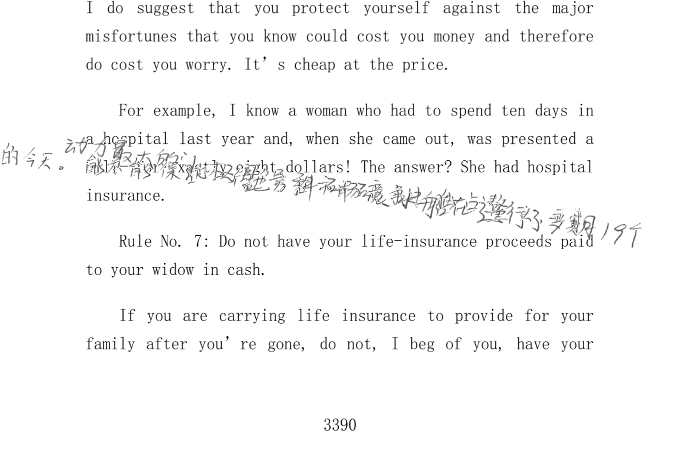 I do suggest that you protect yourself against the major
misfortunes that you know could cost you money and therefore
do cost you worry. It’s cheap at the price.
For example, I know a woman who had to spend ten days in
a hospital last year and, when she came out, was presented a
eight dollars! The answer? She had hospital
insurance.
的今天。动力
Rule No. 7: Do not have your life-insurance proceeds paid
to your widow in cash.
If you are carrying life insurance to provide for your
family after you’re gone, do not, I beg of you, have your
3390